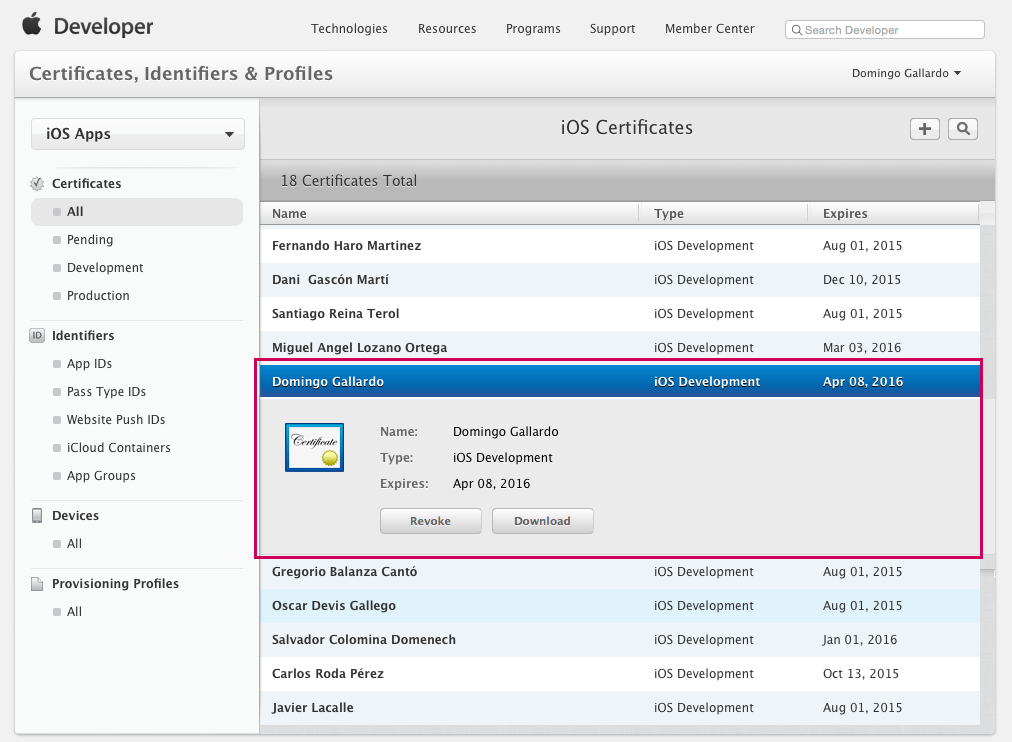 Developer
Technologies Resources Programs Support Member Center Search Developer
Certificates, Identifiers & Profiles Domingo Gallardo
iOS Apps
Certificates
All
Pending
Development
Production
ID Identifiers
App IDs
Pass Type IDs
Website Push IDs
iCloud Containers
App Groups
Devices
All
Provisioning Profiles
All
iOS Certificates
18 Certificates Total
Name Type Expires
Fernando Haro Martinez iOS Development Aug 01, 2015
Dani  Gascón Martí iOS Development Dec 10, 2015
Santiago Reina Terol iOS Development Aug 01, 2015
Miguel Angel Lozano Ortega iOS Development Mar 03, 2016
Domingo Gallardo iOS Development Apr 08, 2016
Certificate
Name: Domingo Gallardo
Type: iOS Development
Expires: Apr 08, 2016
Revoke Download
Gregorio Balanza Cantó iOS Development Aug 01, 2015
Oscar Devis Gallego iOS Development Aug 01, 2015
Salvador Colomina Domenech iOS Development Jan 01, 2016
Carlos Roda Pérez iOS Development Oct 13, 2015
Javier Lacalle iOS Development Aug 01, 2015